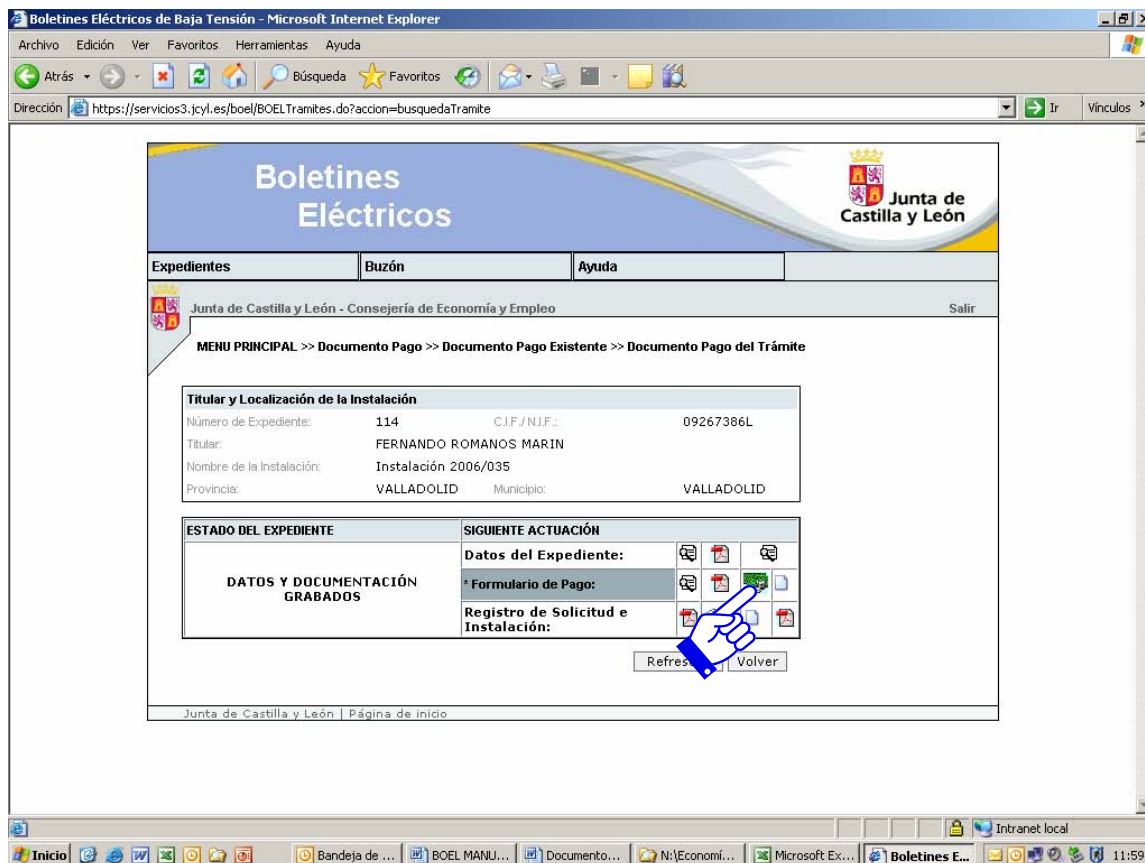 Boletines Eléctricos de Baja Tensión - Microsoft Internet Explorer
Archivo Edición Ver Favoritos Herramientas Ayuda
Atrás Búsqueda Favoritos
Dirección https://servicios3.jcyl.es/boel/BOELTramites.do?accion=busquedaTramite Ir Vínculos
Boletines
Eléctricos
Junta de
Castilla y León
Expedientes Buzón Ayuda
Junta de Castilla y León - Consejería de Economía y Empleo Salir
MENU PRINCIPAL >> Documento Pago >> Documento Pago Existente >> Documento Pago del Trámite
Titular y Localización de la Instalación
Número de Expediente: 114 C.I.F./N.I.F.: 09267386L
Titular: FERNANDO ROMANOS MARIN
Nombre de la Instalación: Instalación 2006/035
Provincia: VALLADOLID Municipio: VALLADOLID
ESTADO DEL EXPEDIENTE SIGUIENTE ACTUACIÓN
Datos del Expediente:
DATOS Y DOCUMENTACIÓN
GRABADOS
* Formulario de Pago:
Registro de Solicitud e
Instalación:
Volver
Junta de Castilla y León | Página de inicio
Intranet local
Inicio Bandeja de ... BOEL MANU... Documento... N:\Economí... Microsoft Ex... Boletines E... 11:59